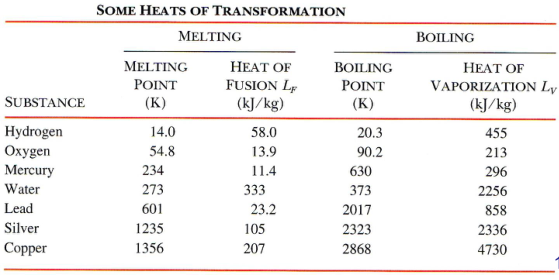 SOME HEATS OF TRANSFORMATION
MELTING BOILING
MELTING HEAT OF BOILING HEAT OF
POINT FUSION L_F POINT VAPORIZATION L_V
SUBSTANCE (K) (kJ/kg) (K) (kJ/kg)
Hydrogen 14.0 58.0 20.3 455
Oxygen 54.8 13.9 90.2 213
Mercury 234 11.4 630 296
Water 273 333 373 2256
Lead 601 23.2 2017 858
Silver 1235 105 2323 2336
Copper 1356 207 2868 4730